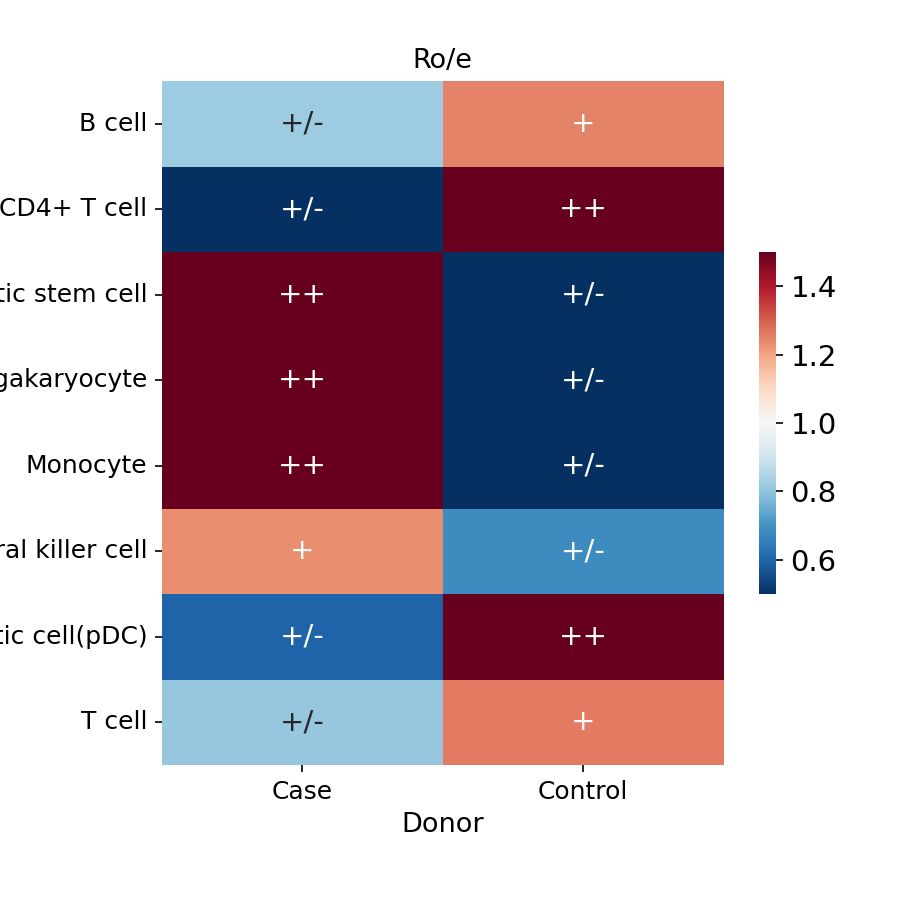 Ro/e
B cell +/- +
CD4+ T cell +/- ++
tic stem cell ++ +/-
gakaryocyte ++ +/-
Monocyte ++ +/-
ral killer cell + +/-
tic cell(pDC) +/- ++
T cell +/- +
Case Control
Donor
1.4
1.2
1.0
0.8
0.6